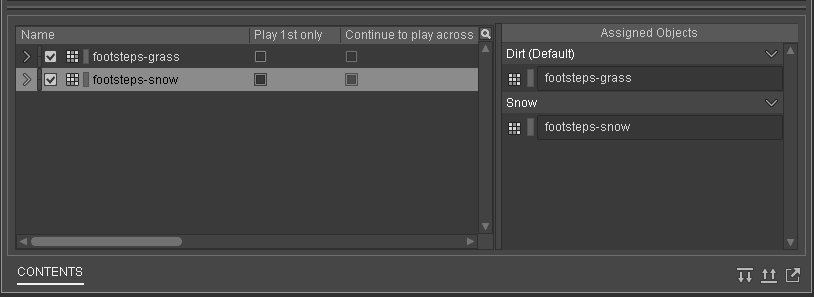 Name Play 1st only Continue to play across
footsteps-grass
footsteps-snow
Assigned Objects
Dirt (Default)
footsteps-grass
Snow
footsteps-snow
CONTENTS